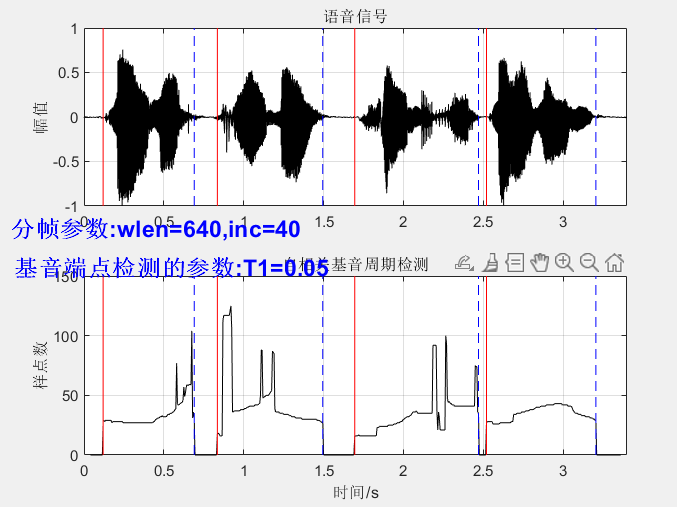 语音信号
1
0.5
0
-0.5
-1
幅值
0.5 1 1.5 2 2.5 3
分帧参数:wlen=640,inc=40
基音端点检测的参数:T1=0.05
自相关基音周期检测
150
100
50
0
样点数
0 0.5 1 1.5 2 2.5 3
时间/s